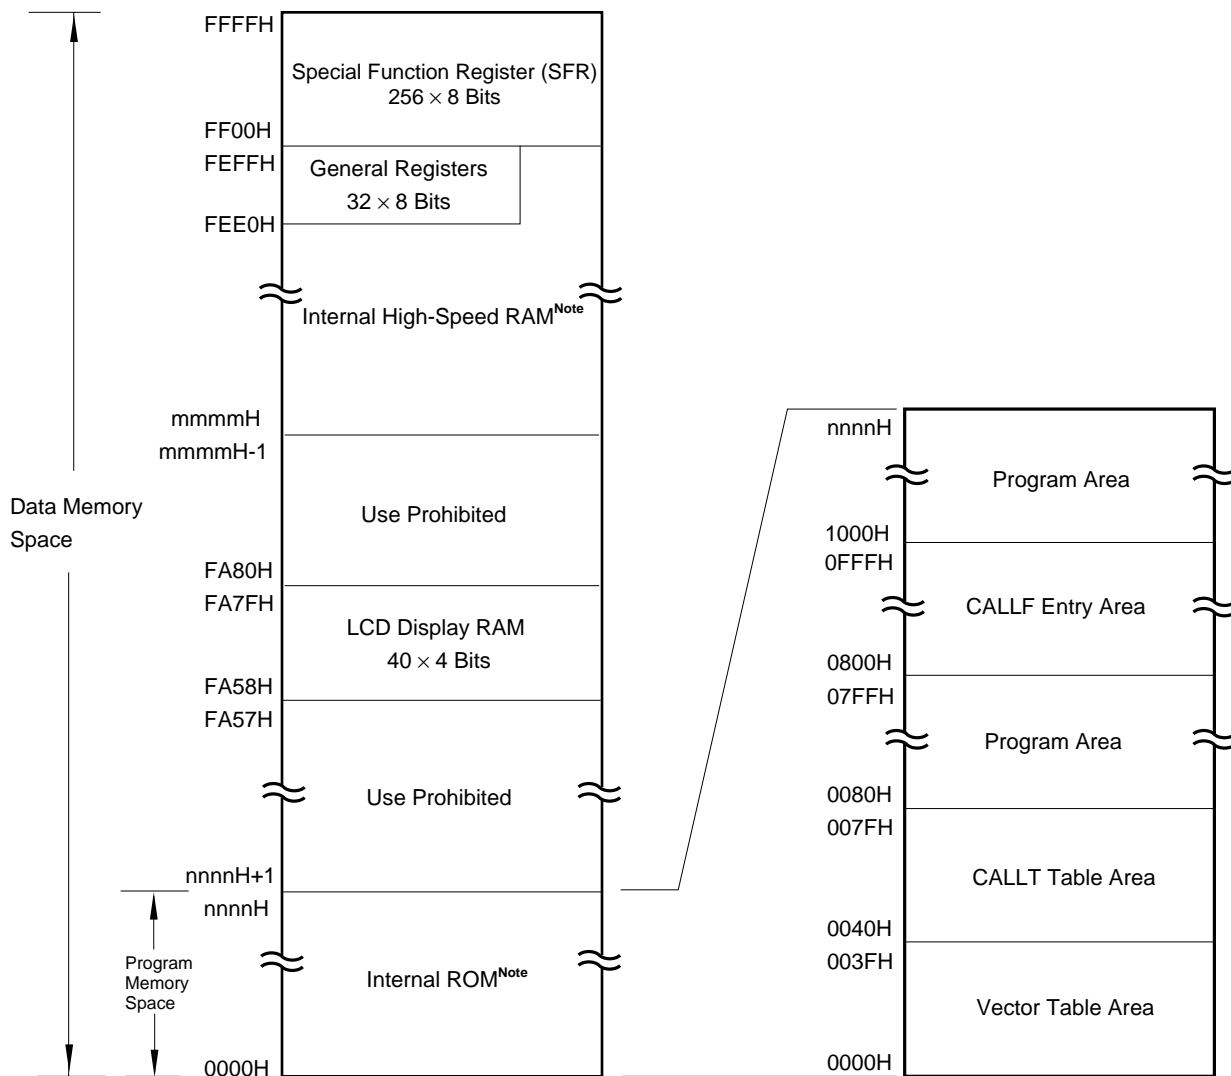 FFFFH
Special Function Register (SFR)
256 × 8 Bits
FF00H
FEFFH
General Registers
32 × 8 Bits
FEE0H
Internal High-Speed RAMNote
mmmmH
mmmmH-1
Data Memory
Space
Use Prohibited
FA80H
FA7FH
LCD Display RAM
40 × 4 Bits
FA58H
FA57H
Use Prohibited
nnnnH+1
nnnnH
Program
Memory
Space
Internal ROMNote
0000H
nnnnH
Program Area
1000H
0FFFH
CALLF Entry Area
0800H
07FFH
Program Area
0080H
007FH
CALLT Table Area
0040H
003FH
Vector Table Area
0000H